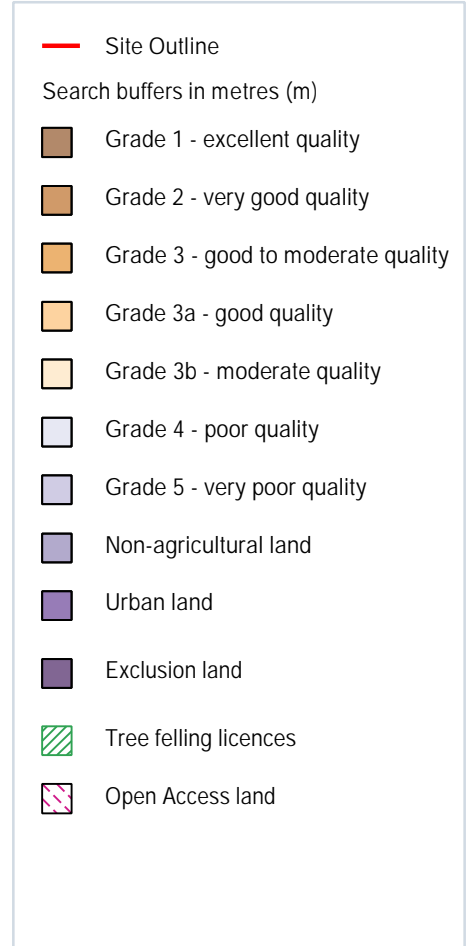 Site Outline
Search buffers in metres (m)
Grade 1 - excellent quality
Grade 2 - very good quality
Grade 3 - good to moderate quality
Grade 3a - good quality
Grade 3b - moderate quality
Grade 4 - poor quality
Grade 5 - very poor quality
Non-agricultural land
Urban land
Exclusion land
Tree felling licences
Open Access land